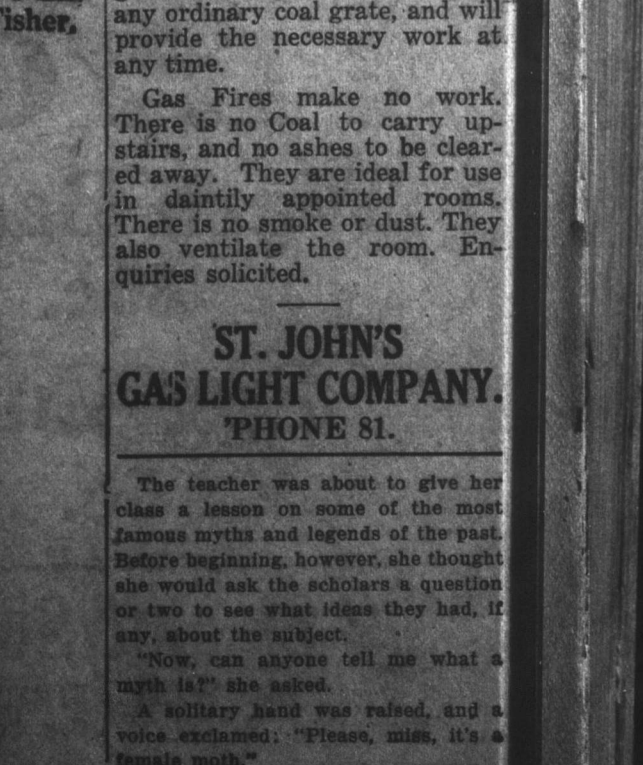 Tisher,
any ordinary coal grate, and will
provide the necessary work at
any time.
Gas Fires make no work.
There is no Coal to carry up-
stairs, and no ashes to be clear-
ed away. They are ideal for use
in daintily appointed rooms.
There is no smoke or dust. They
also ventilate the room. En-
quiries solicited.
ST. JOHN'S
GAS LIGHT COMPANY.
'PHONE 81.
The teacher was about to give her
class a lesson on some of the most
famous myths and legends of the past.
Before beginning, however, she thought
she would ask the scholars a question
or two to see what ideas they had, if
any, about the subject.
"Now, can anyone tell me what a
myth is?" she asked.
A solitary hand was raised, and a
voice exclaimed: "Please, miss, it's a
female moth."